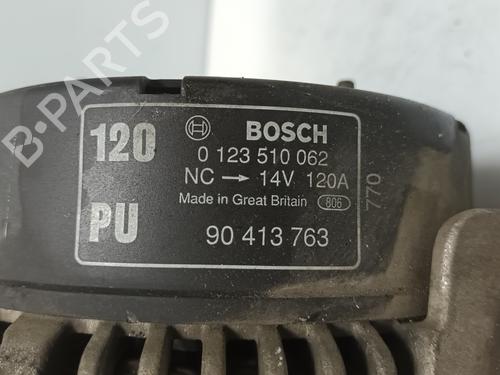 120
BOSCH
0 123 510 062
NC → 14V 120A
Made in Great Britain 806
770
PU
90 413 763
B-PARTS